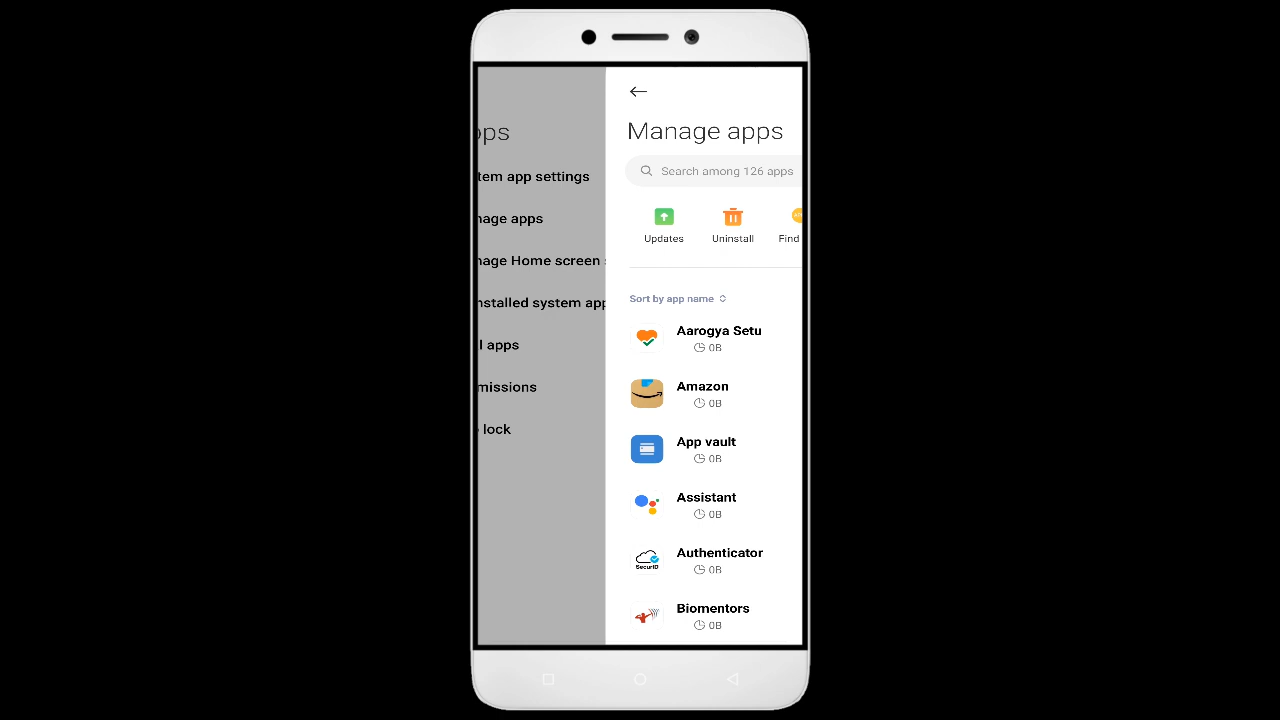 ops
tem app settings
nage apps
nage Home screen s
nstalled system app
l apps
missions
lock
Manage apps
Search among 126 apps
Updates
Uninstall
Find
Sort by app name
Aarogya Setu
0B
Amazon
0B
App vault
0B
Assistant
0B
SecurID
Authenticator
0B
Biomentors
0B